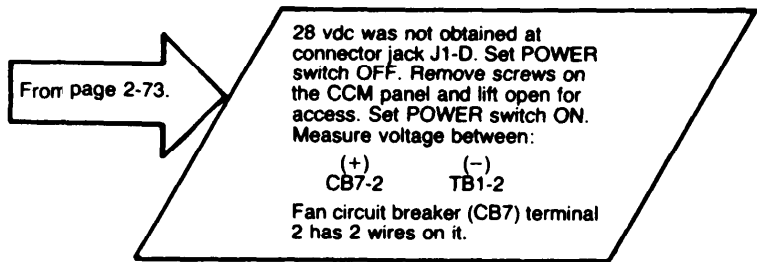 From page 2-73.
28 vdc was not obtained at
connector jack J1-D. Set POWER
switch OFF. Remove screws on
the CCM panel and lift open for
access. Set POWER switch ON.
Measure voltage between:
(+) (−)
CB7-2 TB1-2
Fan circuit breaker (CB7) terminal
2 has 2 wires on it.